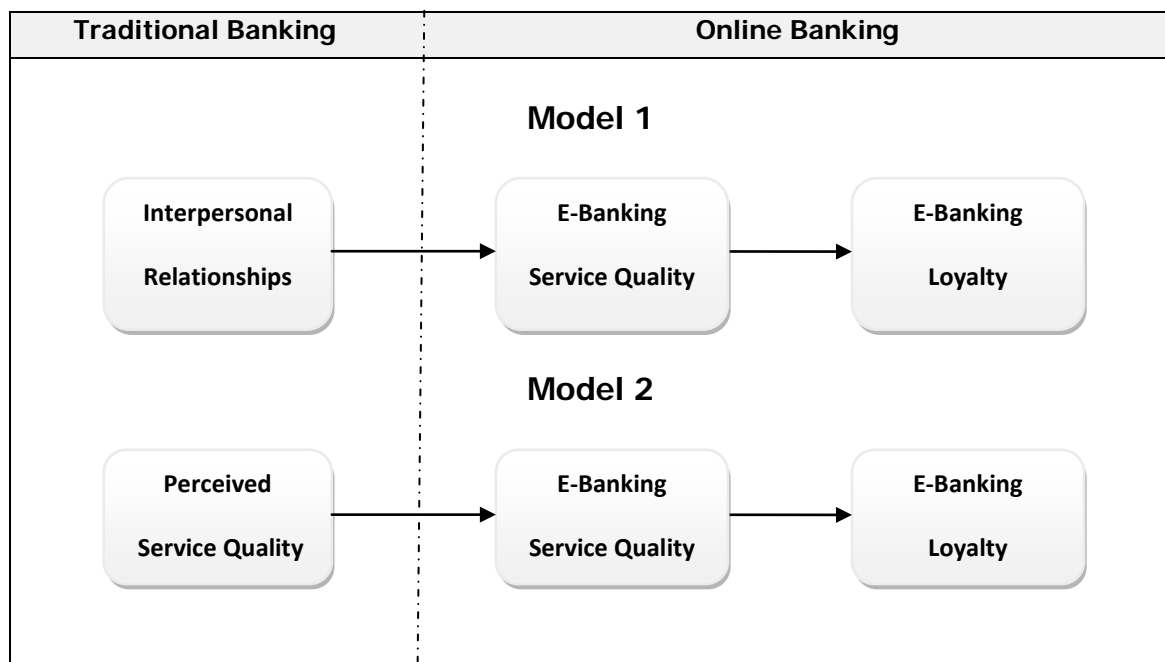 Traditional Banking
Online Banking
Model 1
Interpersonal
Relationships
E-Banking
Service Quality
E-Banking
Loyalty
Model 2
Perceived
Service Quality
E-Banking
Service Quality
E-Banking
Loyalty